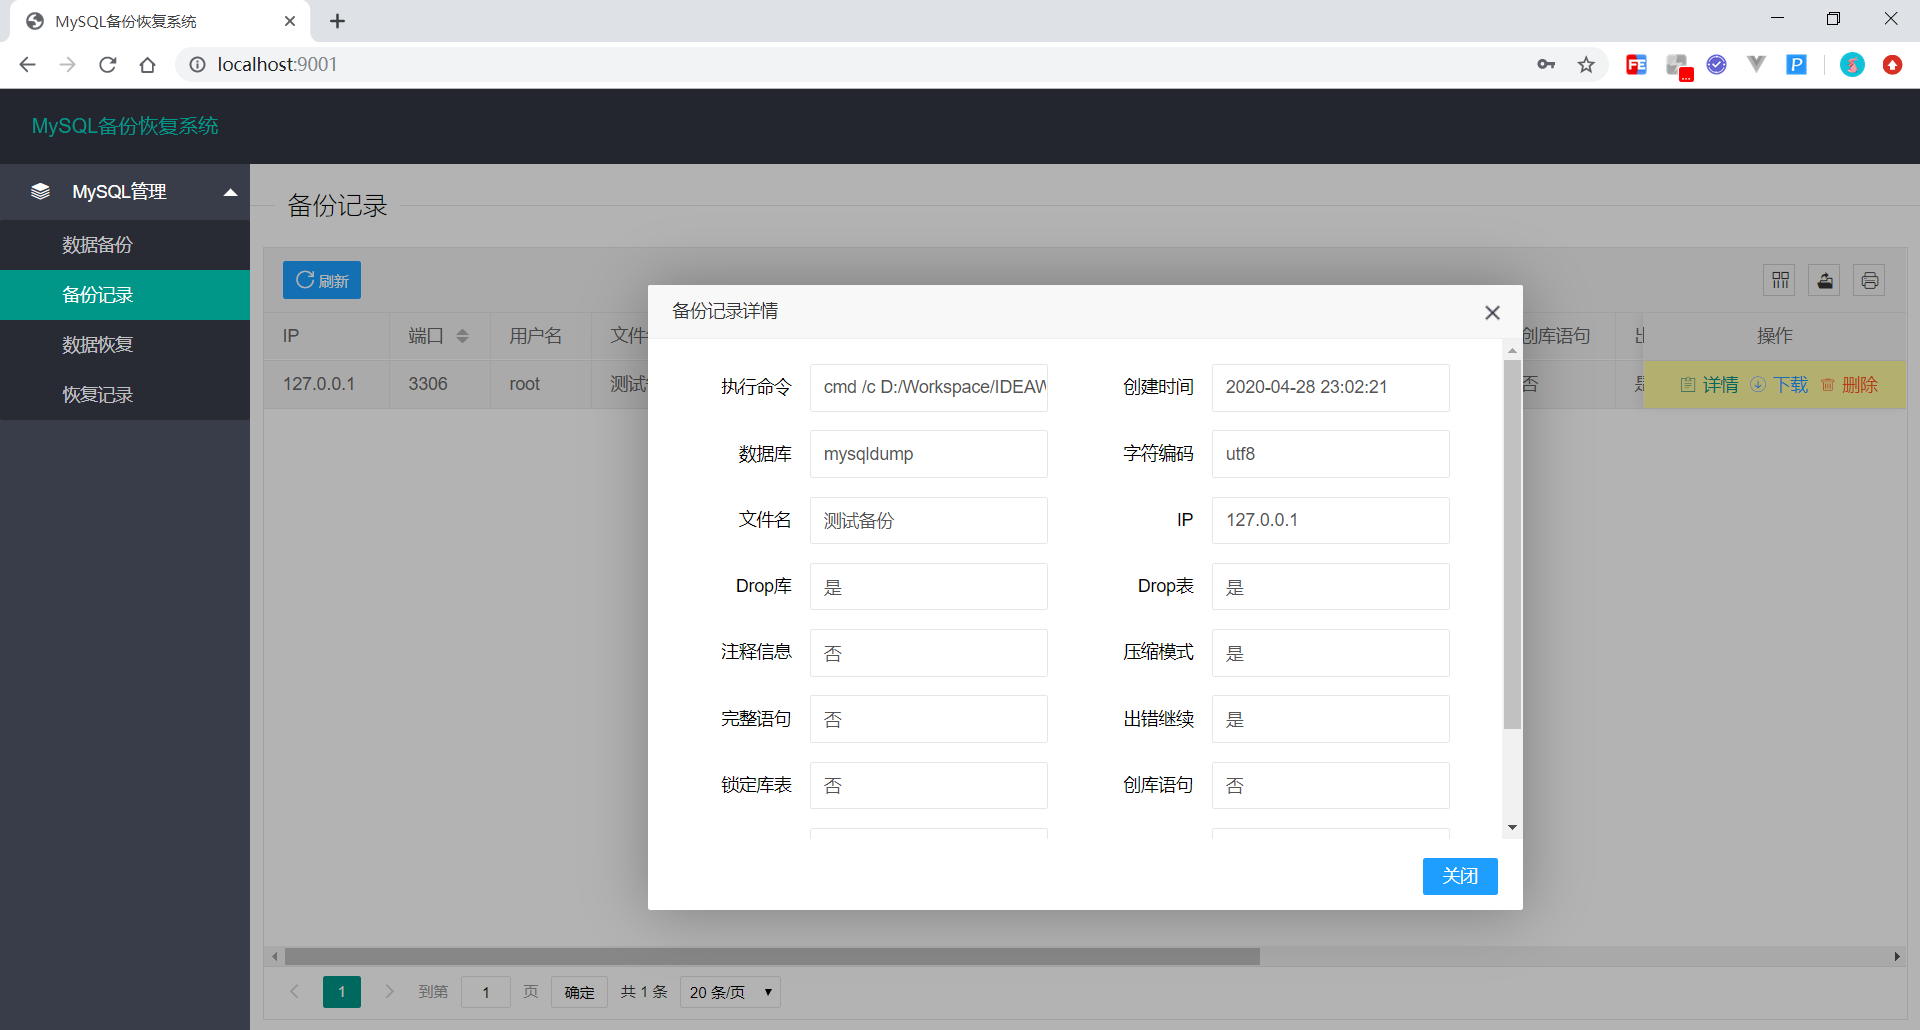 MySQL备份恢复系统
localhost:9001
FE
...
P
MySQL备份恢复系统
MySQL管理
数据备份
备份记录
数据恢复
恢复记录
备份记录
刷新
IP 端口 用户名 文件 创库语句 操作
127.0.0.1 3306 root 测试 否 是 详情 下载 删除
备份记录详情
执行命令 cmd /c D:/Workspace/IDEAW 创建时间 2020-04-28 23:02:21
数据库 mysqldump 字符编码 utf8
文件名 测试备份 IP 127.0.0.1
Drop库 是 Drop表 是
注释信息 否 压缩模式 是
完整语句 否 出错继续 是
锁定库表 否 创库语句 否
关闭
1 到第 1 页 确定 共 1 条 20 条/页